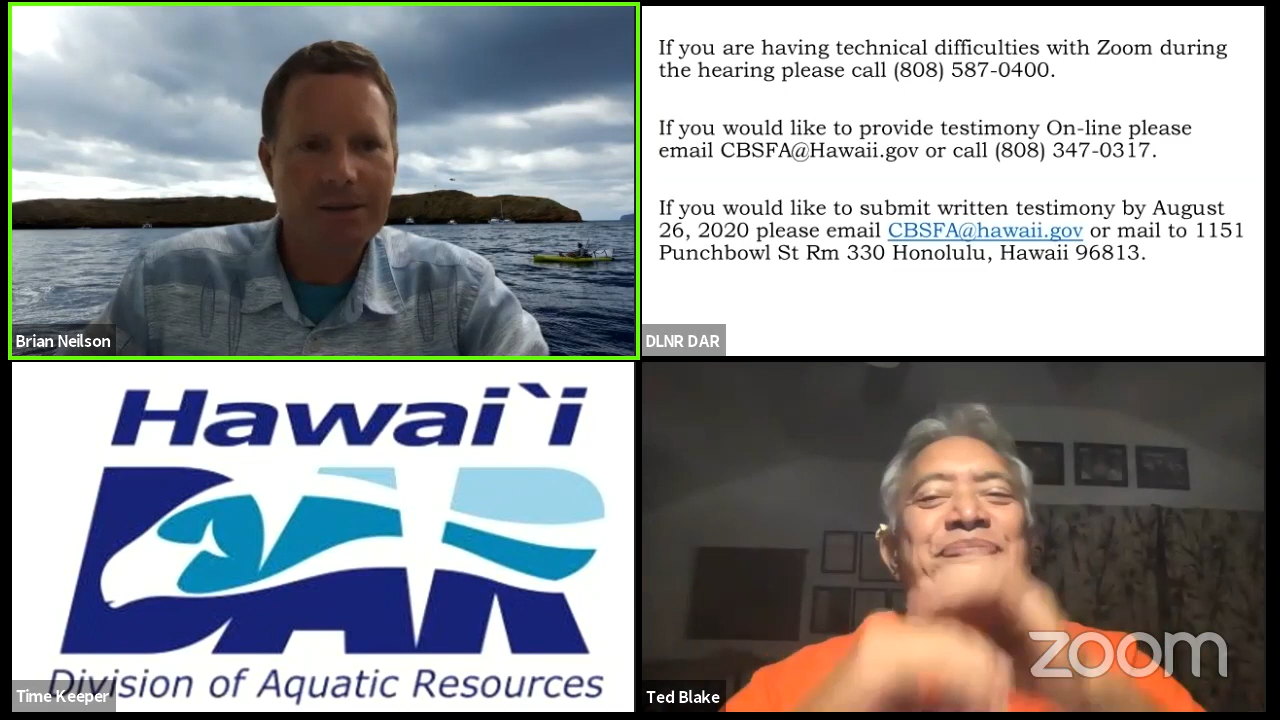 If you are having technical difficulties with Zoom during
the hearing please call (808) 587-0400.
If you would like to provide testimony On-line please
email CBSFA@Hawaii.gov or call (808) 347-0317.
If you would like to submit written testimony by August
26, 2020 please email CBSFA@hawaii.gov or mail to 1151
Punchbowl St Rm 330 Honolulu, Hawaii 96813.
Brian Neilson
DLNR DAR
Hawai`i
DAR
Division of Aquatic Resources
Time Keeper
Ted Blake
zoom